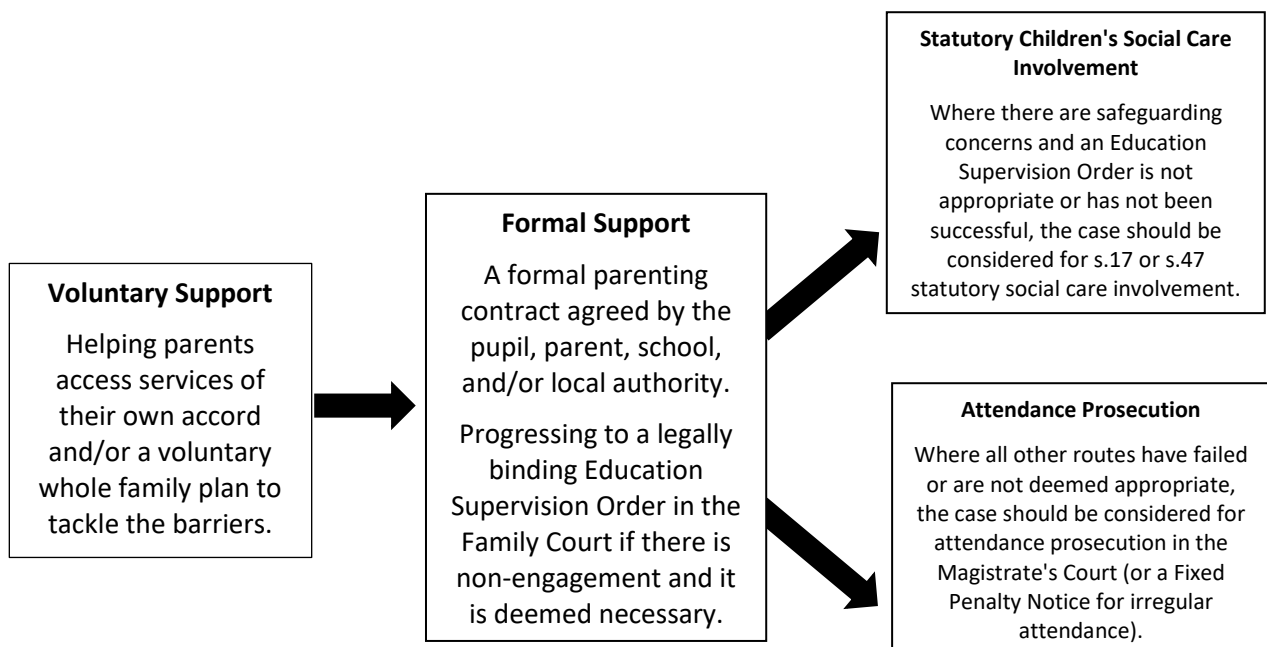 Voluntary Support
Helping parents
access services of
their own accord
and/or a voluntary
whole family plan to
tackle the barriers.
Formal Support
A formal parenting
contract agreed by the
pupil, parent, school,
and/or local authority.
Progressing to a legally
binding Education
Supervision Order in the
Family Court if there is
non-engagement and it
is deemed necessary.
Statutory Children's Social Care
Involvement
Where there are safeguarding
concerns and an Education
Supervision Order is not
appropriate or has not been
successful, the case should be
considered for s.17 or s.47
statutory social care involvement.
Attendance Prosecution
Where all other routes have failed
or are not deemed appropriate,
the case should be considered for
attendance prosecution in the
Magistrate's Court (or a Fixed
Penalty Notice for irregular
attendance).